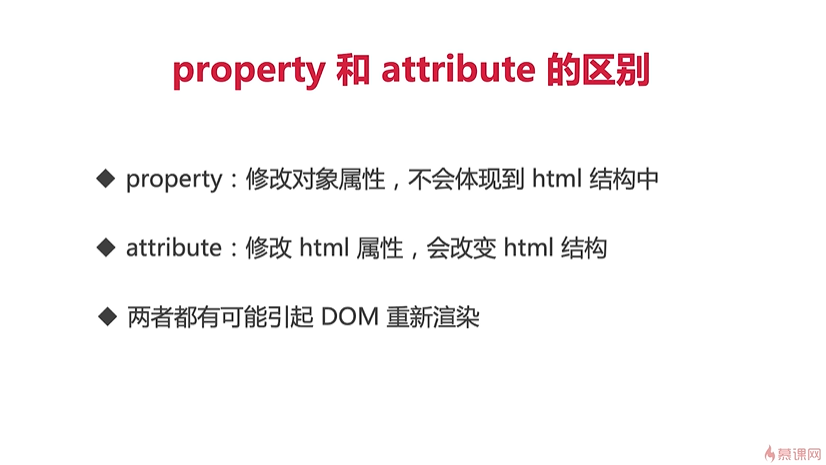 property 和 attribute 的区别
◆ property：修改对象属性，不会体现到 html 结构中
◆ attribute：修改 html 属性，会改变 html 结构
◆ 两者都有可能引起 DOM 重新渲染
慕课网